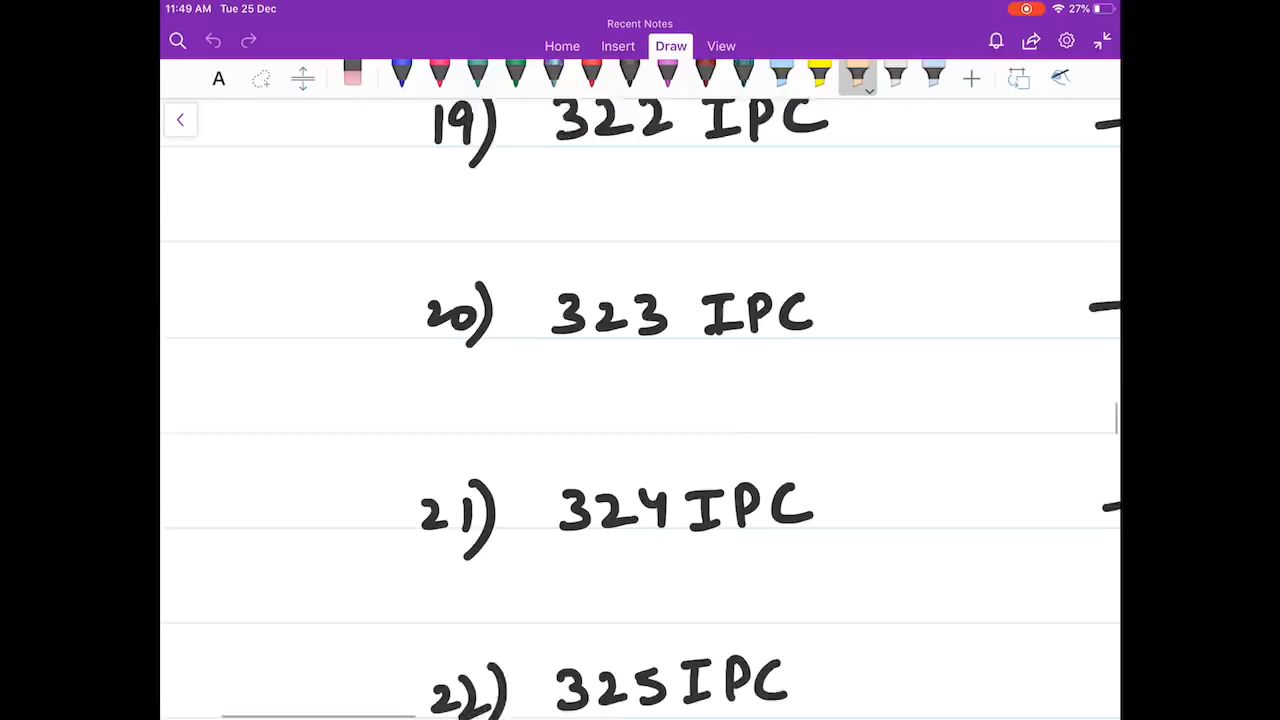 11:49 AM Tue 25 Dec
27%
Recent Notes
Home Insert Draw View
A
19) 322 IPC -
20) 323 IPC -
21) 324 IPC -
22) 325 IPC